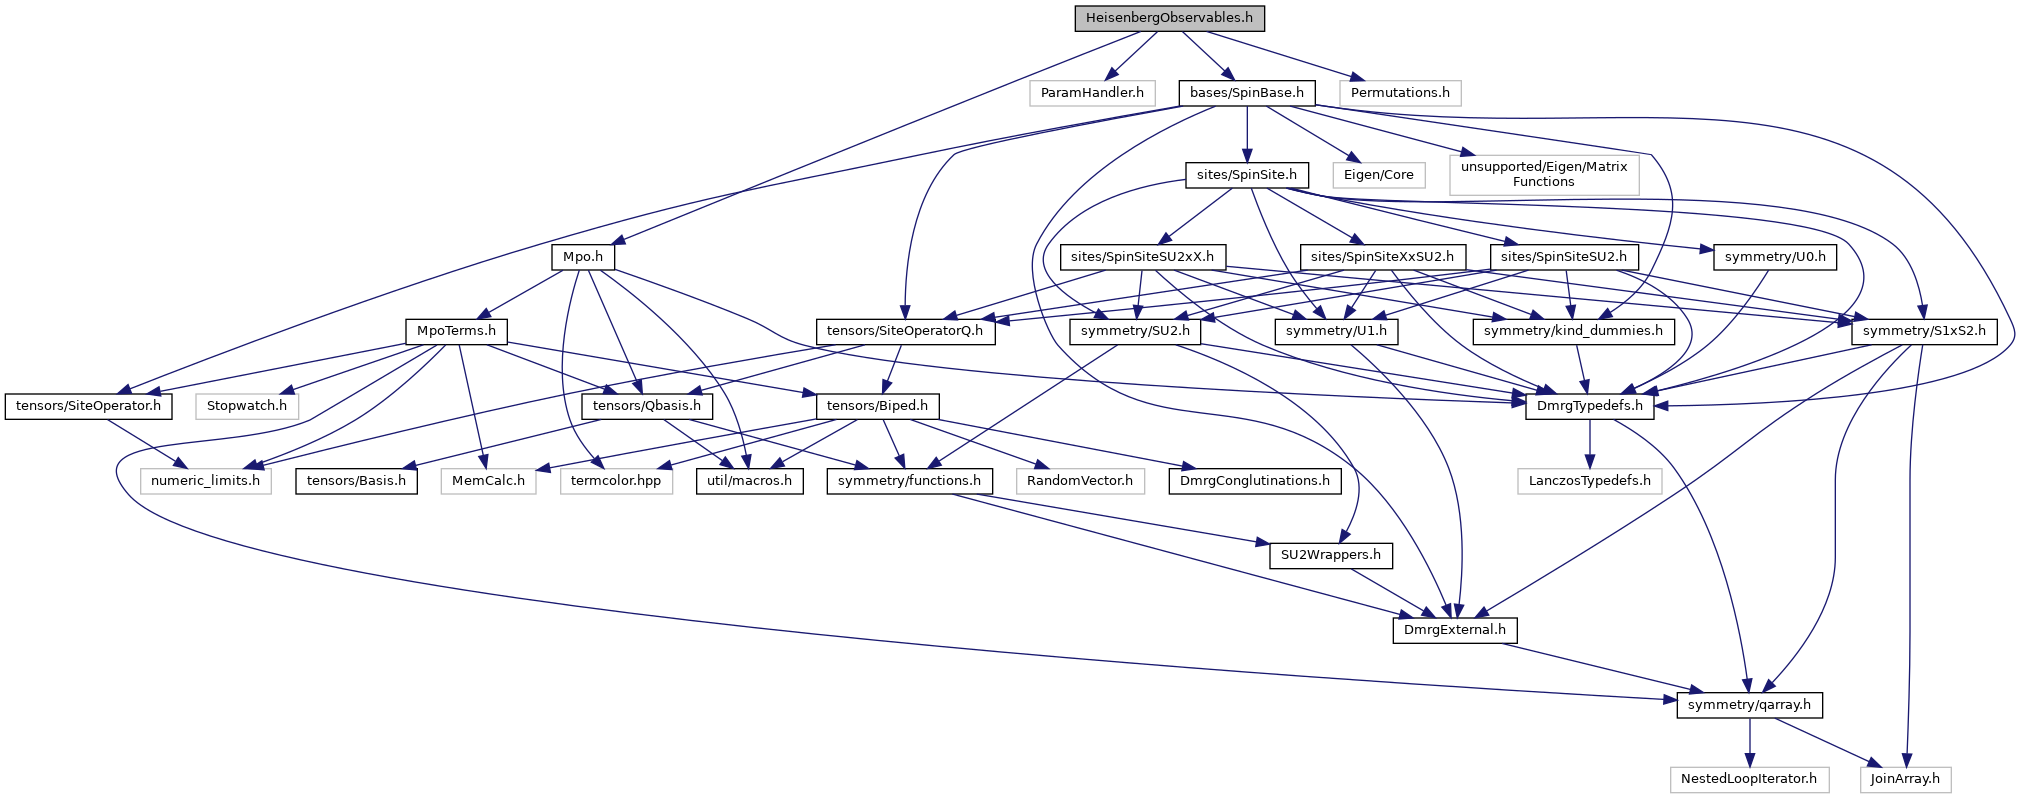 HeisenbergObservables.h
ParamHandler.h
bases/SpinBase.h
Permutations.h
sites/SpinSite.h
Eigen/Core
unsupported/Eigen/Matrix
Functions
Mpo.h
sites/SpinSiteSU2xX.h
sites/SpinSiteXxSU2.h
sites/SpinSiteSU2.h
symmetry/U0.h
MpoTerms.h
tensors/SiteOperatorQ.h
symmetry/SU2.h
symmetry/U1.h
symmetry/kind_dummies.h
symmetry/S1xS2.h
tensors/SiteOperator.h
Stopwatch.h
tensors/Qbasis.h
tensors/Biped.h
DmrgTypedefs.h
numeric_limits.h
tensors/Basis.h
MemCalc.h
termcolor.hpp
util/macros.h
symmetry/functions.h
RandomVector.h
DmrgConglutinations.h
LanczosTypedefs.h
SU2Wrappers.h
DmrgExternal.h
symmetry/qarray.h
NestedLoopIterator.h
JoinArray.h